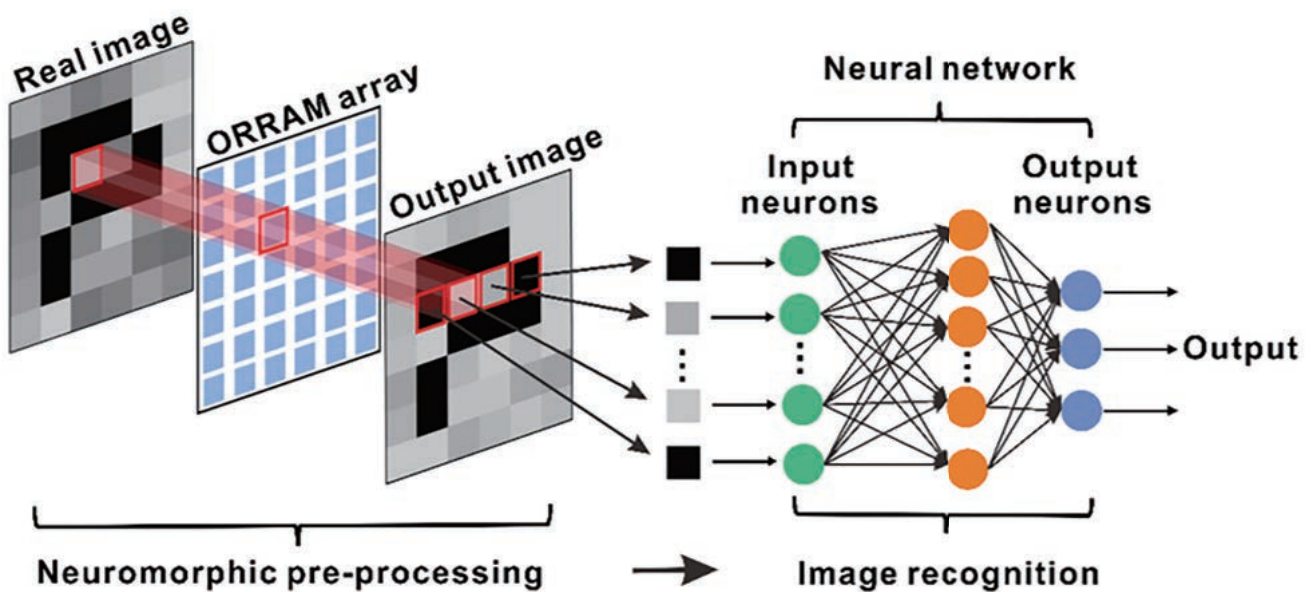 Real image
ORRAM array
Output image
Neural network
Input
neurons
Output
neurons
Output
Neuromorphic pre-processing
Image recognition